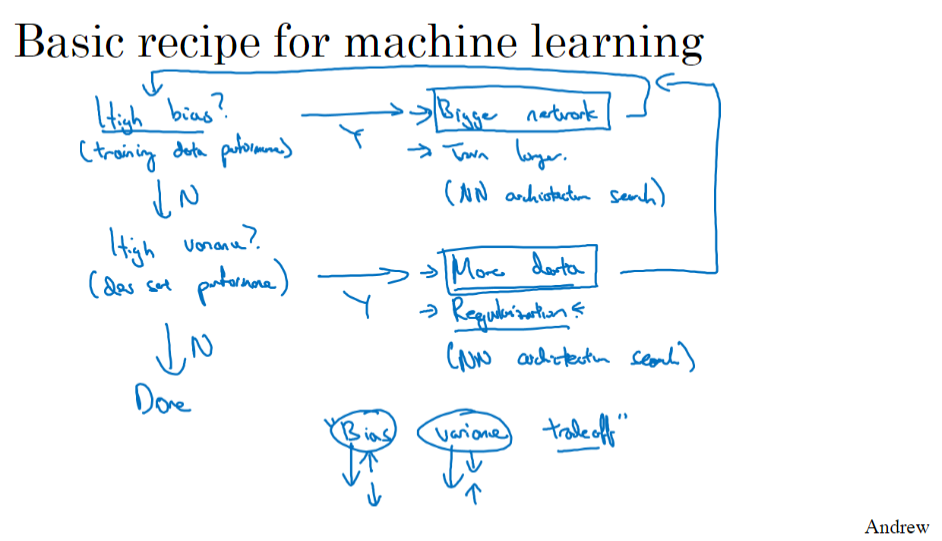 Basic recipe for machine learning
High bias?
(training data performance)
Y
→ Bigger network
→ Train longer.
(NN architecture search)
N
High variance?
(dev set performance)
Y
→ More data
→ Regularization
(NN architecture search)
N
Done
"Bias variance tradeoff"
Andrew